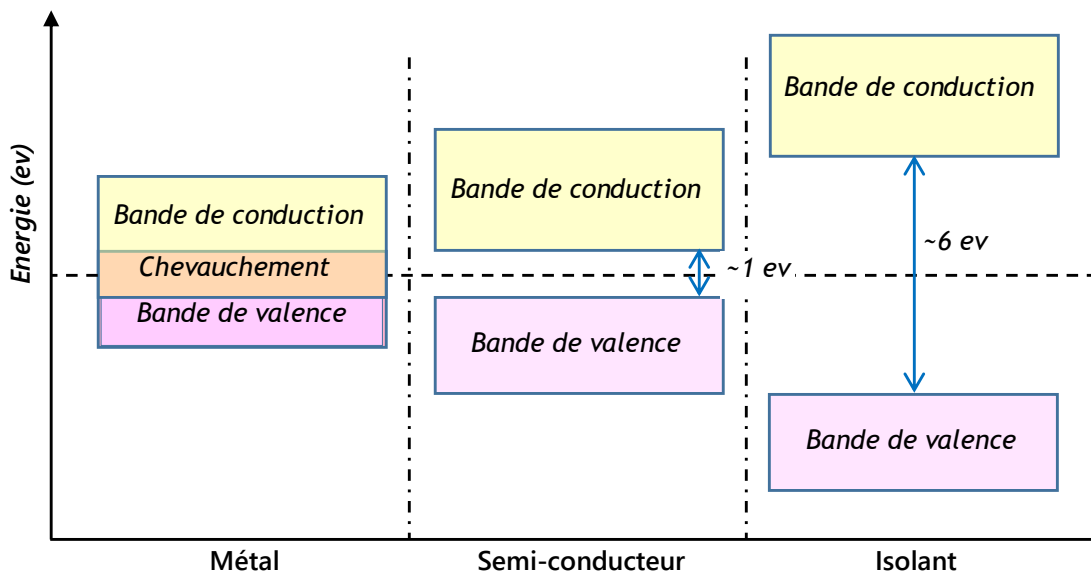 Energie (ev)
Bande de conduction
Chevauchement
Bande de valence
Bande de conduction
~1 ev
Bande de valence
Bande de conduction
~6 ev
Bande de valence
Métal
Semi-conducteur
Isolant